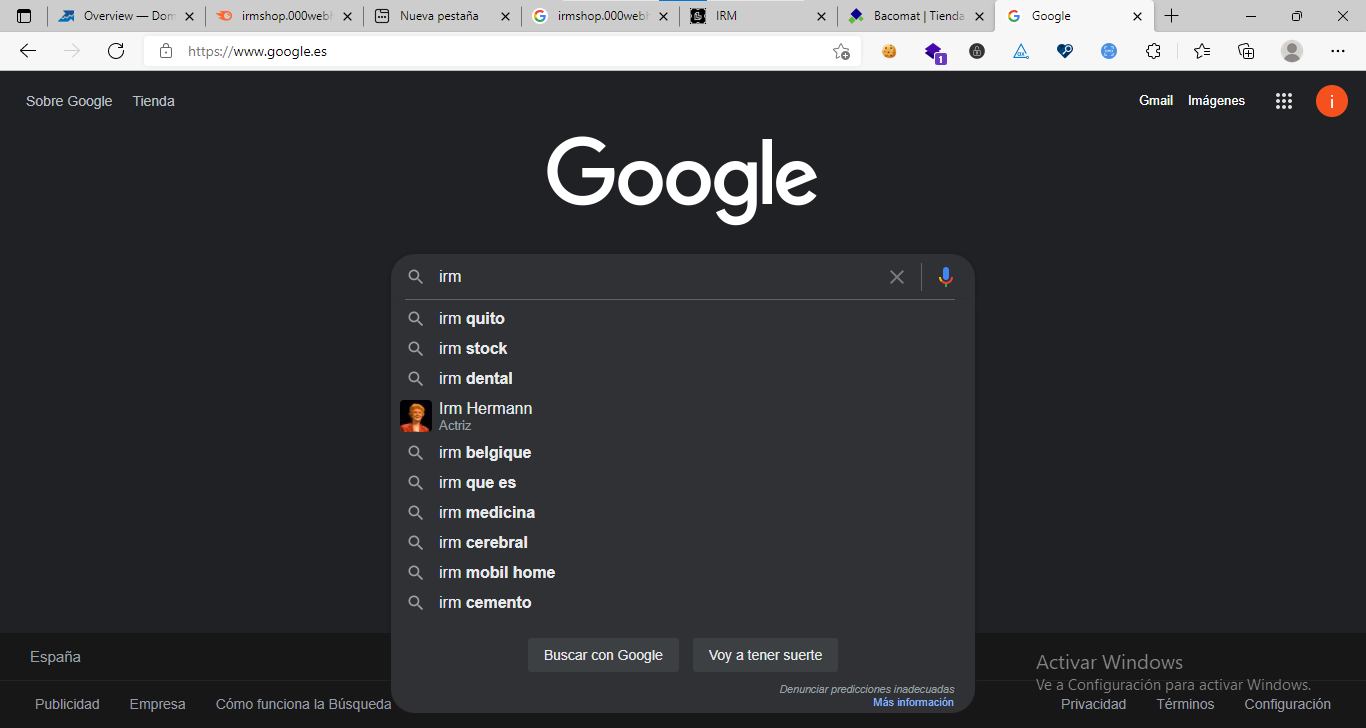 Overview — Dom
irmshop.000webh
Nueva pestaña
irmshop.000webh
IRM
Bacomat | Tienda
Google
https://www.google.es
1
Sobre Google Tienda
Gmail Imágenes
i
Google
irm
irm quito
irm stock
irm dental
Irm Hermann
Actriz
irm belgique
irm que es
irm medicina
irm cerebral
irm mobil home
irm cemento
Buscar con Google Voy a tener suerte
Denunciar predicciones inadecuadas
Más información
España
Activar Windows
Ve a Configuración para activar Windows.
Publicidad Empresa Cómo funciona la Búsqueda
Privacidad Términos Configuración